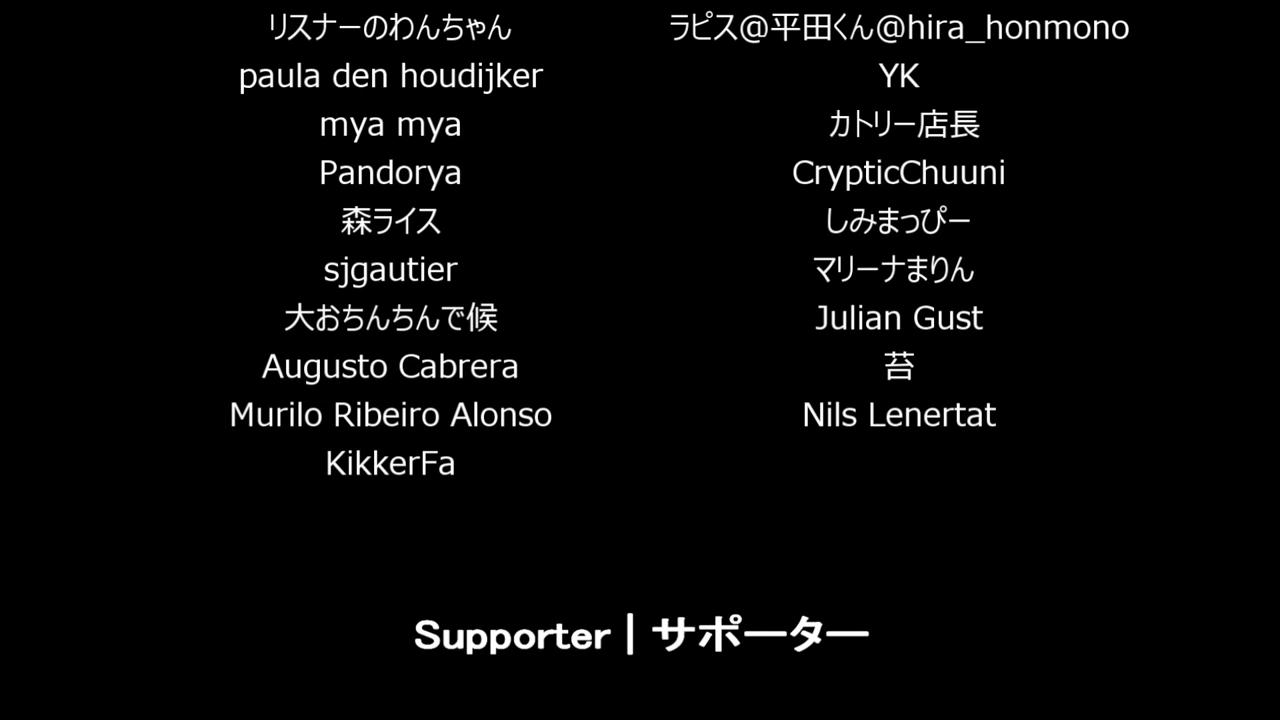 リスナーのわんちゃん
ラピス@平田くん@hira_honmono
paula den houdijker
YK
mya mya
カトリー店長
Pandorya
CrypticChuuni
森ライス
しみまっぴー
sjgautier
マリーナまりん
大おちんちんで候
Julian Gust
Augusto Cabrera
苔
Murilo Ribeiro Alonso
Nils Lenertat
KikkerFa
Supporter | サポーター